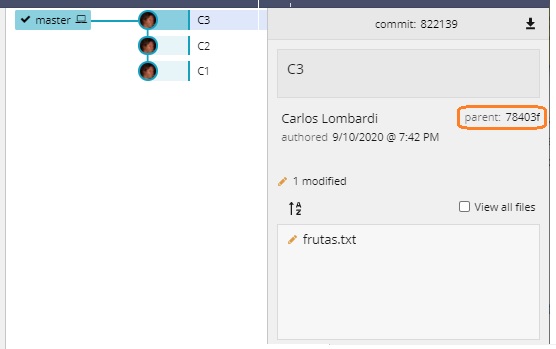 master
C3
C2
C1
commit: 822139
C3
Carlos Lombardi
parent: 78403f
authored 9/10/2020 @ 7:42 PM
1 modified
A
Z
View all files
frutas.txt